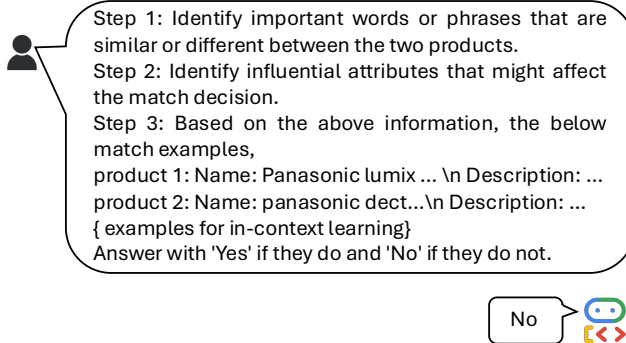 Step 1: Identify important words or phrases that are
similar or different between the two products.
Step 2: Identify influential attributes that might affect
the match decision.
Step 3: Based on the above information, the below
match examples,
product 1: Name: Panasonic lumix ... \n Description: ...
product 2: Name: panasonic dect...\n Description: ...
{ examples for in-context learning}
Answer with 'Yes' if they do and 'No' if they do not.
No